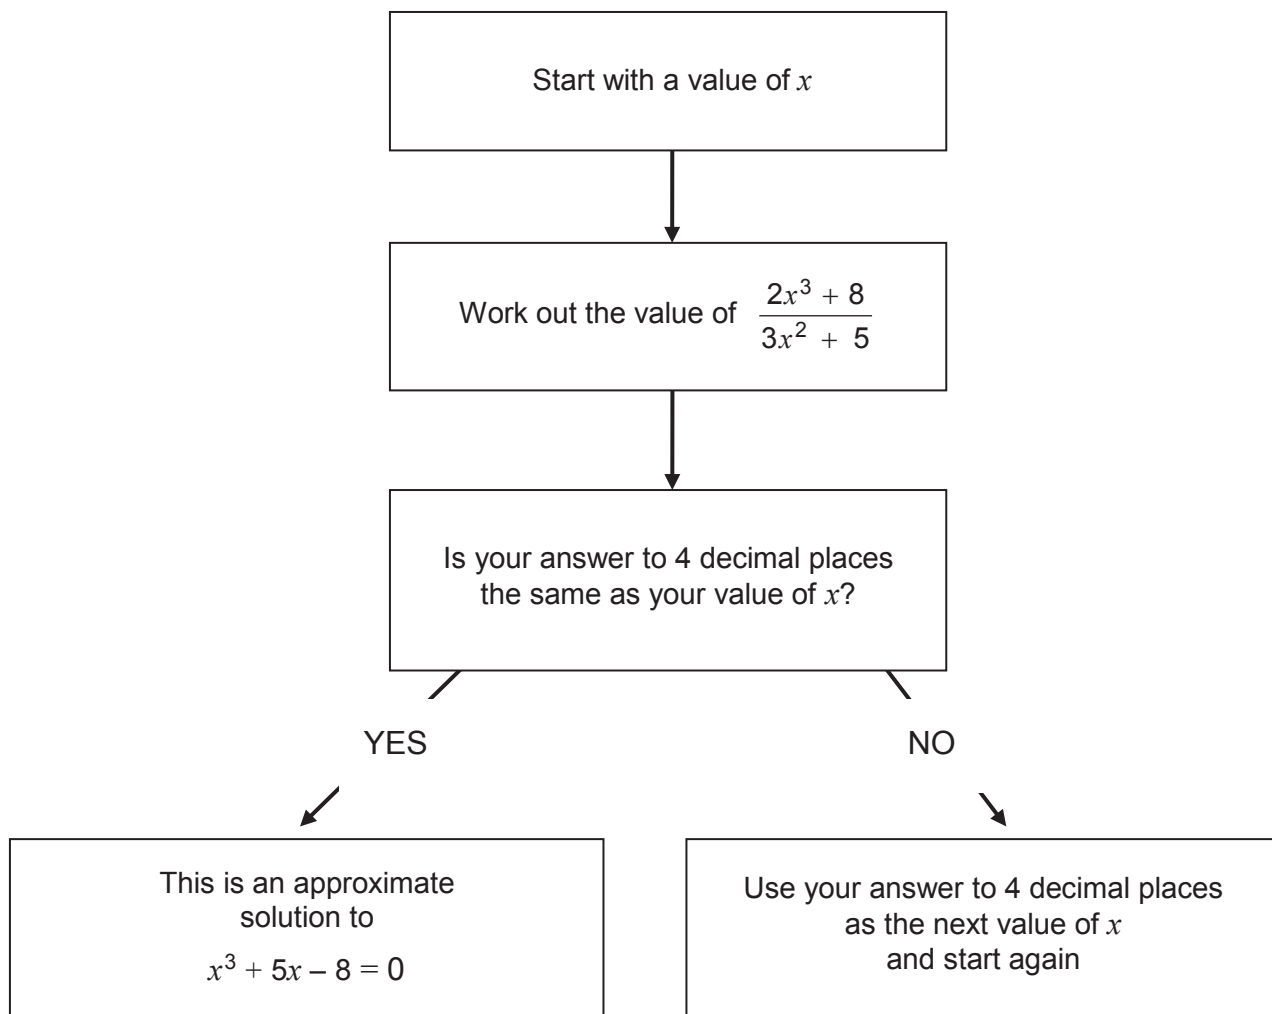 Start with a value of x
Work out the value of (2x³ + 8)/(3x² + 5)
Is your answer to 4 decimal places
the same as your value of x?
YES
NO
This is an approximate
solution to
x³ + 5x – 8 = 0
Use your answer to 4 decimal places
as the next value of x
and start again